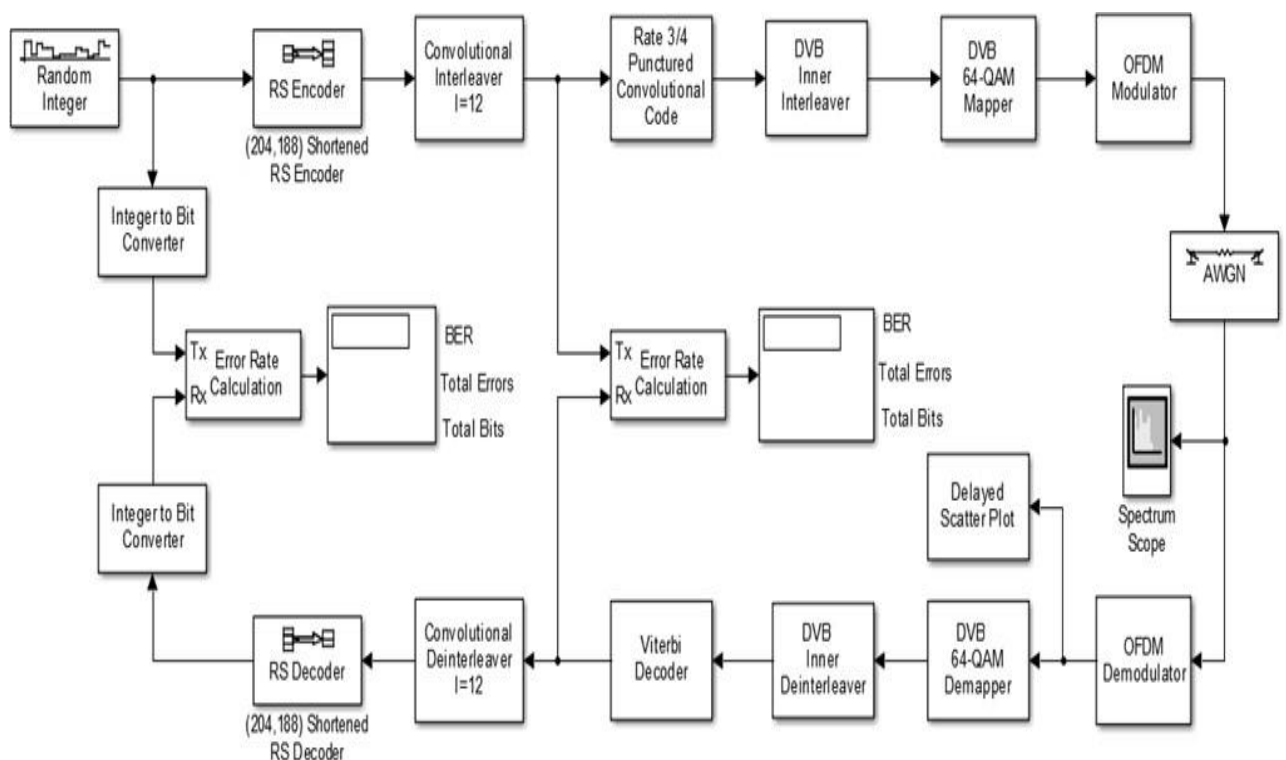 Random
Integer
RS Encoder
(204,188) Shortened
RS Encoder
Convolutional
Interleaver
I=12
Rate 3/4
Punctured
Convolutional
Code
DVB
Inner
Interleaver
DVB
64-QAM
Mapper
OFDM
Modulator
Integer to Bit
Converter
AWGN
Tx
Rx
Error Rate
Calculation
BER
Total Errors
Total Bits
Tx
Rx
Error Rate
Calculation
BER
Total Errors
Total Bits
Integer to Bit
Converter
Delayed
Scatter Plot
Spectrum
Scope
RS Decoder
(204,188) Shortened
RS Decoder
Convolutional
Deinterleaver
I=12
Viterbi
Decoder
DVB
Inner
Deinterleaver
DVB
64-QAM
Demapper
OFDM
Demodulator